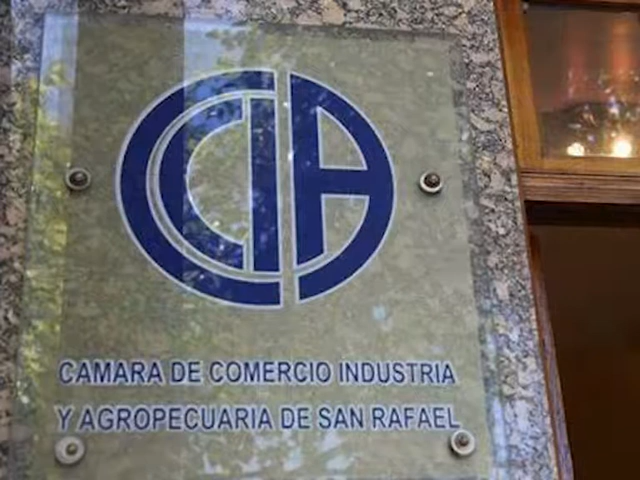 CCIA
CAMARA DE COMERCIO INDUSTRIA
Y AGROPECUARIA DE SAN RAFAEL